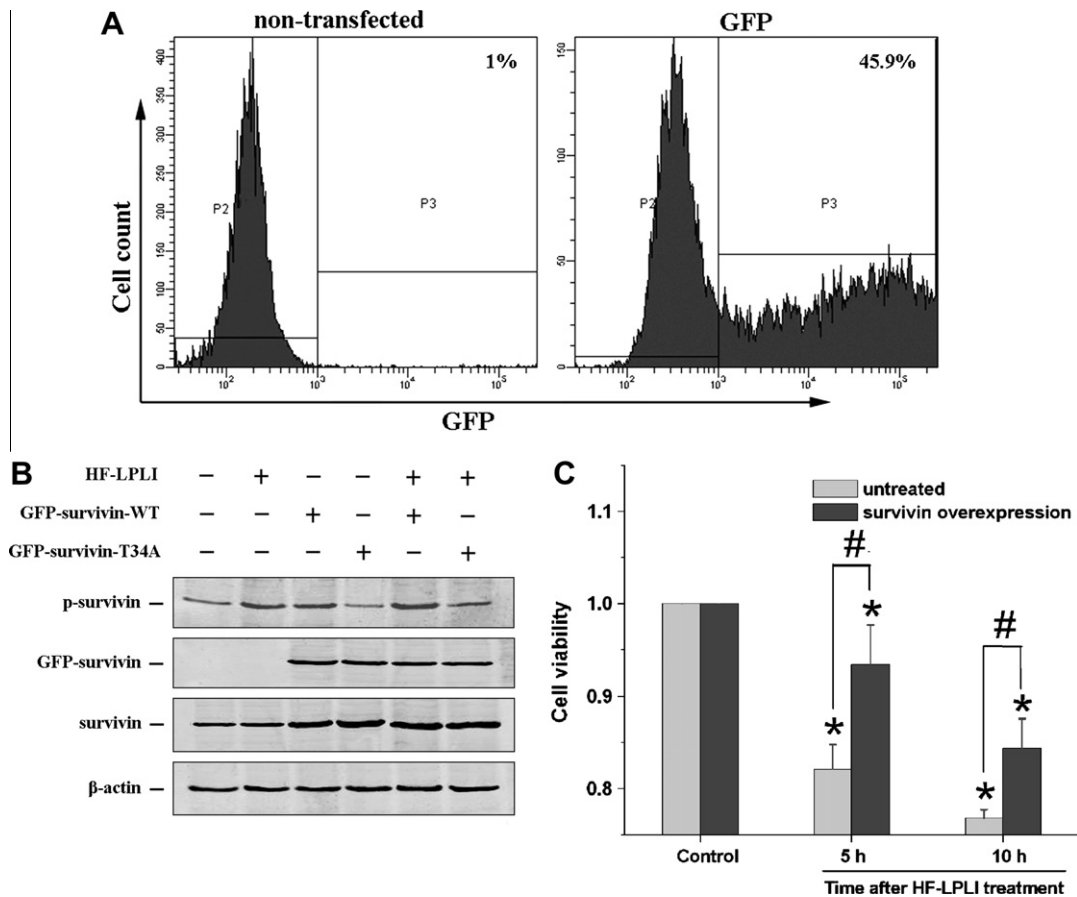 A
non-transfected
GFP
1%
45.9%
400
350
300
250
200
150
100
50
0
P2
P3
150
100
50
0
P2
P3
Cell count
10²
10³
10⁴
10⁵
10²
10³
10⁴
10⁵
GFP
B
HF-LPLI − + − − + +
GFP-survivin-WT − − + − + −
GFP-survivin-T34A − − − + − +
p-survivin
GFP-survivin
survivin
β-actin
C
untreated
survivin overexpression
1.1
1.0
0.9
0.8
Cell viability
#
#
*
*
*
*
Control
5 h
10 h
Time after HF-LPLI treatment